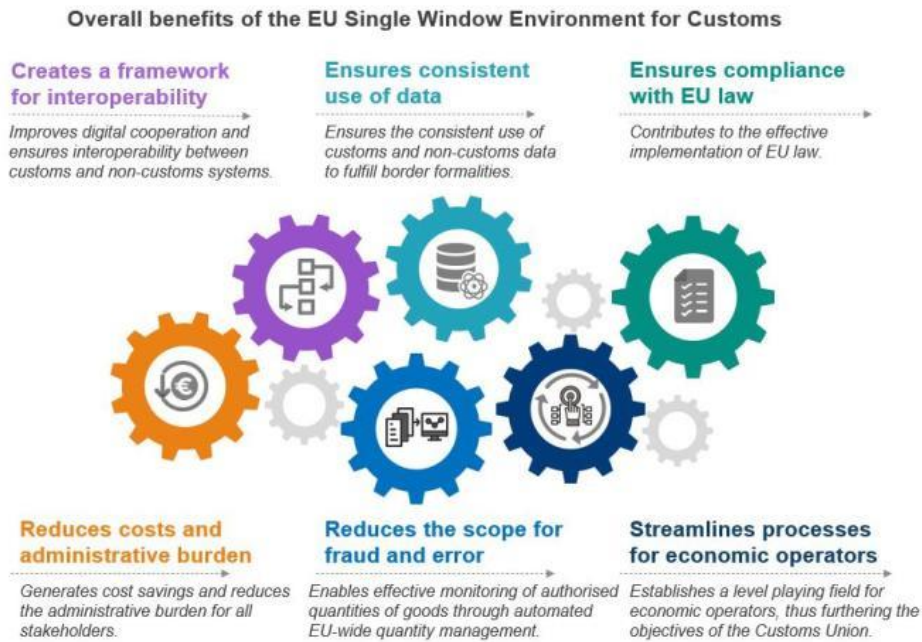 Overall benefits of the EU Single Window Environment for Customs
Creates a framework
for interoperability
Improves digital cooperation and
ensures interoperability between
customs and non-customs systems.
Ensures consistent
use of data
Ensures the consistent use of
customs and non-customs data
to fulfill border formalities.
Ensures compliance
with EU law
Contributes to the effective
implementation of EU law.
€
Reduces costs and
administrative burden
Generates cost savings and reduces
the administrative burden for all
stakeholders.
Reduces the scope for
fraud and error
Enables effective monitoring of authorised
quantities of goods through automated
EU-wide quantity management.
Streamlines processes
for economic operators
Establishes a level playing field for
economic operators, thus furthering the
objectives of the Customs Union.